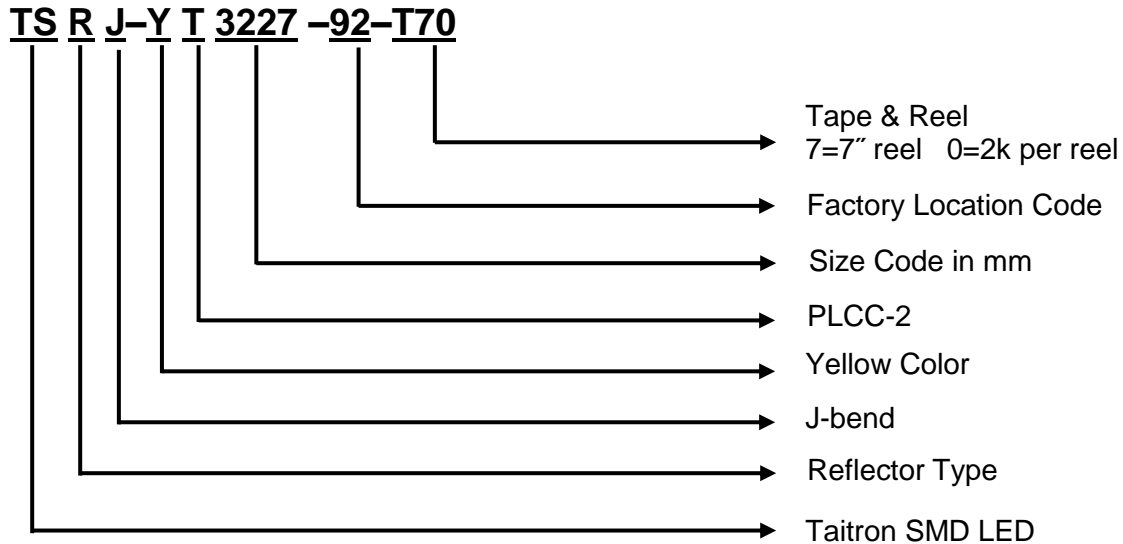 TS R J–Y T 3227 –92–T70
Tape & Reel
7=7˝ reel 0=2k per reel
Factory Location Code
Size Code in mm
PLCC-2
Yellow Color
J-bend
Reflector Type
Taitron SMD LED